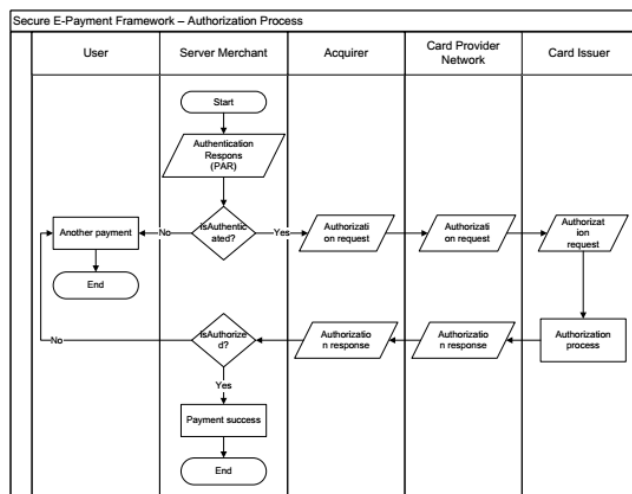 Secure E-Payment Framework – Authorization Process
User
Server Merchant
Acquirer
Card Provider
Network
Card Issuer
Start
Authentication
Respons
(PAR)
Another payment
No
IsAuthentic
ated?
Yes
Authorizati
on request
Authorizati
on request
Authorizat
ion
request
End
No
IsAuthorize
d?
Authorizatio
n response
Authorizatio
n response
Authorization
process
Yes
Payment success
End